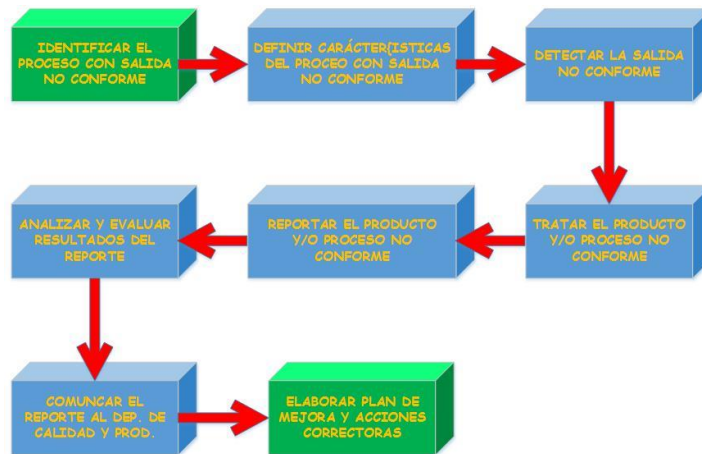 IDENTIFICAR EL
PROCESO CON SALIDA
NO CONFORME
DEFINIR CARÁCTER{ISTICAS
DEL PROCEO CON SALIDA
NO CONFORME
DETECTAR LA SALIDA
NO CONFORME
TRATAR EL PRODUCTO
Y/O PROCESO NO
CONFORME
REPORTAR EL PRODUCTO
Y/O PROCESO NO
CONFORME
ANALIZAR Y EVALUAR
RESULTADOS DEL
REPORTE
COMUNCAR EL
REPORTE AL DEP. DE
CALIDAD Y PROD.
ELABORAR PLAN DE
MEJORA Y ACCIONES
CORRECTORAS